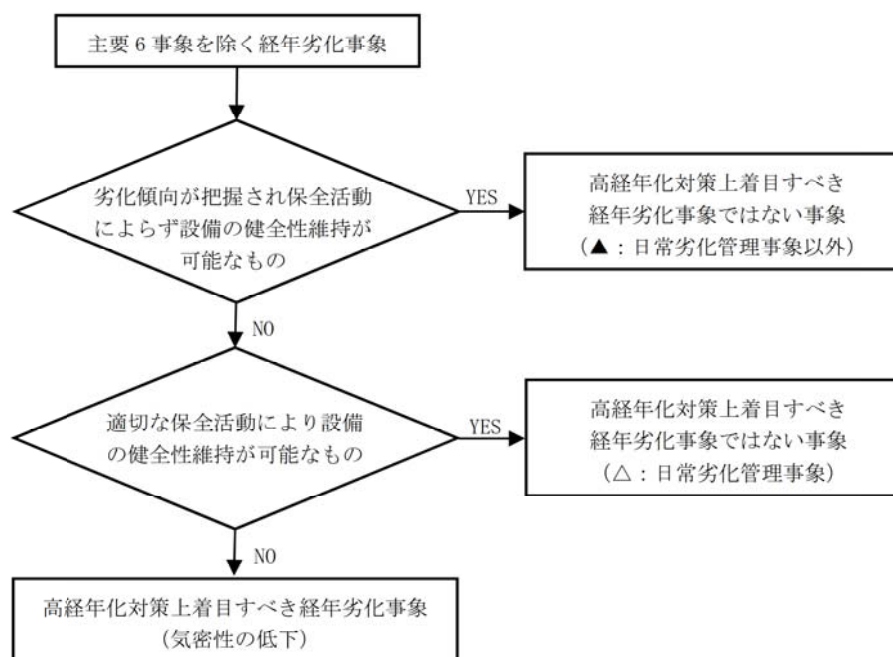 主要6事象を除く経年劣化事象
劣化傾向が把握され保全活動
によらず設備の健全性維持が
可能なもの
YES
高経年化対策上着目すべき
経年劣化事象ではない事象
(▲：日常劣化管理事象以外)
NO
適切な保全活動により設備
の健全性維持が可能なもの
YES
高経年化対策上着目すべき
経年劣化事象ではない事象
(△：日常劣化管理事象)
NO
高経年化対策上着目すべき経年劣化事象
(気密性の低下)